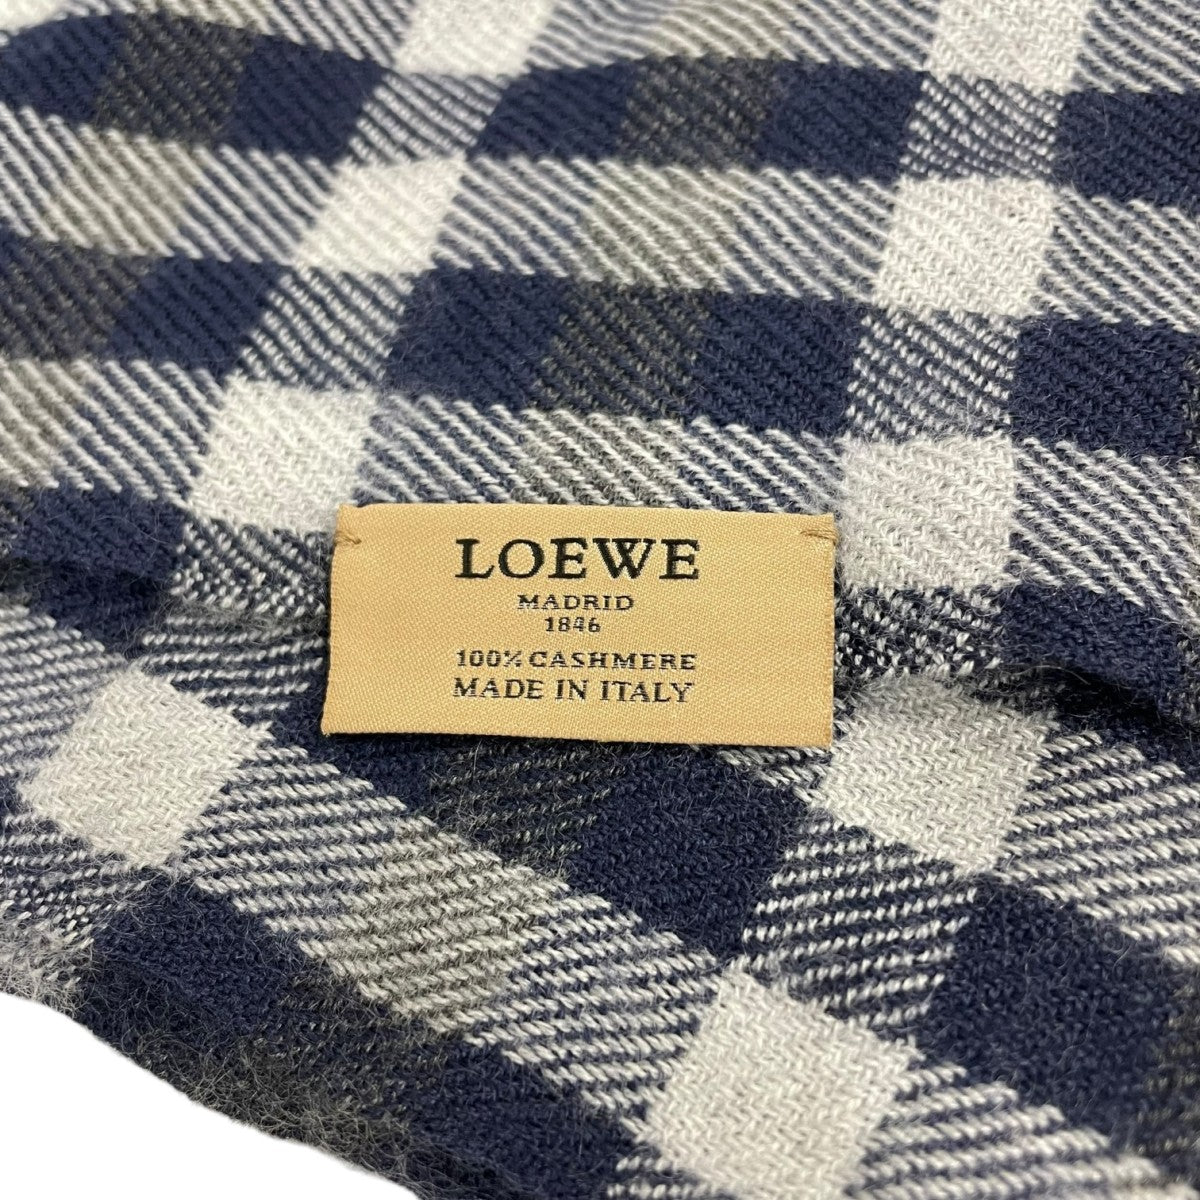 LOEWE
MADRID
1846
100% CASHMERE
MADE IN ITALY